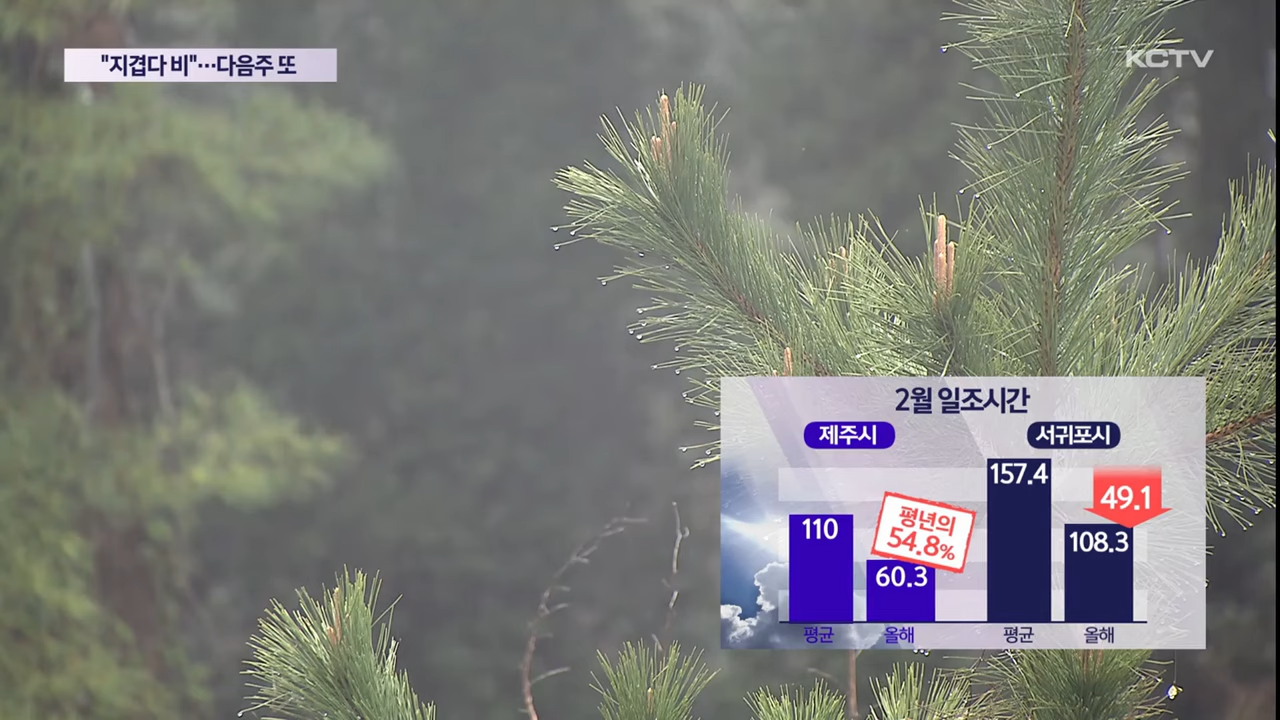 "지겹다 비"…다음주 또
KCTV
2월 일조시간
제주시
서귀포시
110
평년의
54.8%
60.3
157.4
49.1
108.3
평균
올해
평균
올해